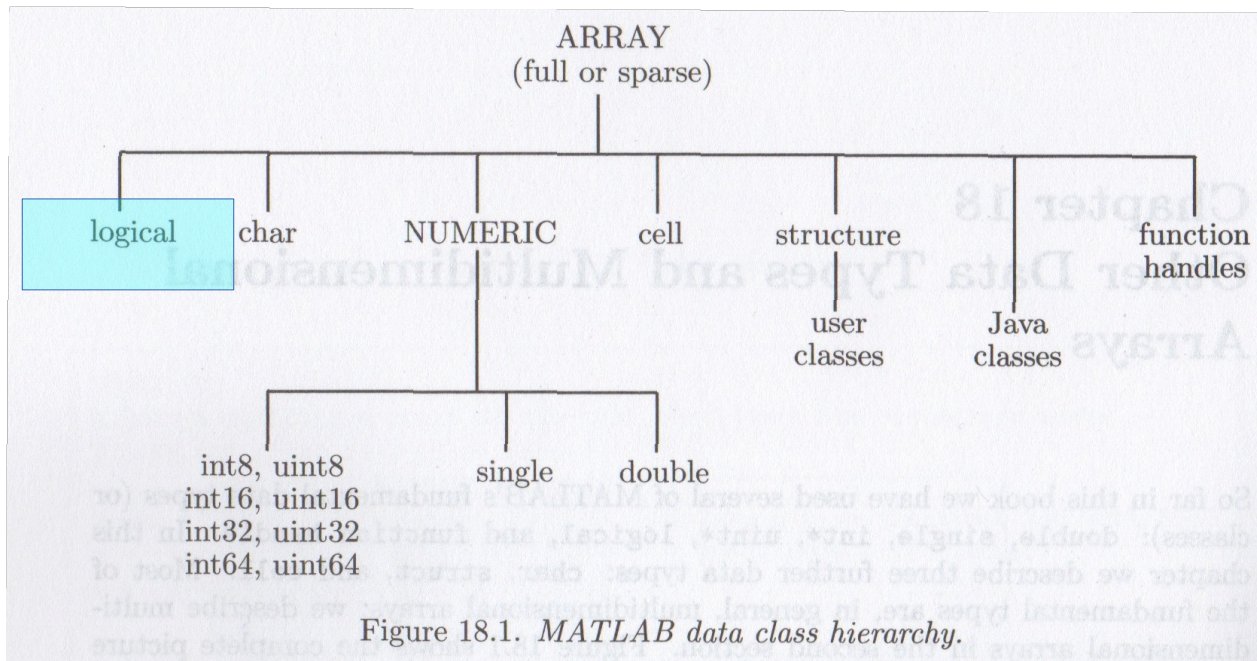 ARRAY
(full or sparse)
logical char NUMERIC cell structure function
handles
user Java
classes classes
int8, uint8 single double
int16, uint16
int32, uint32
int64, uint64
Figure 18.1. MATLAB data class hierarchy.